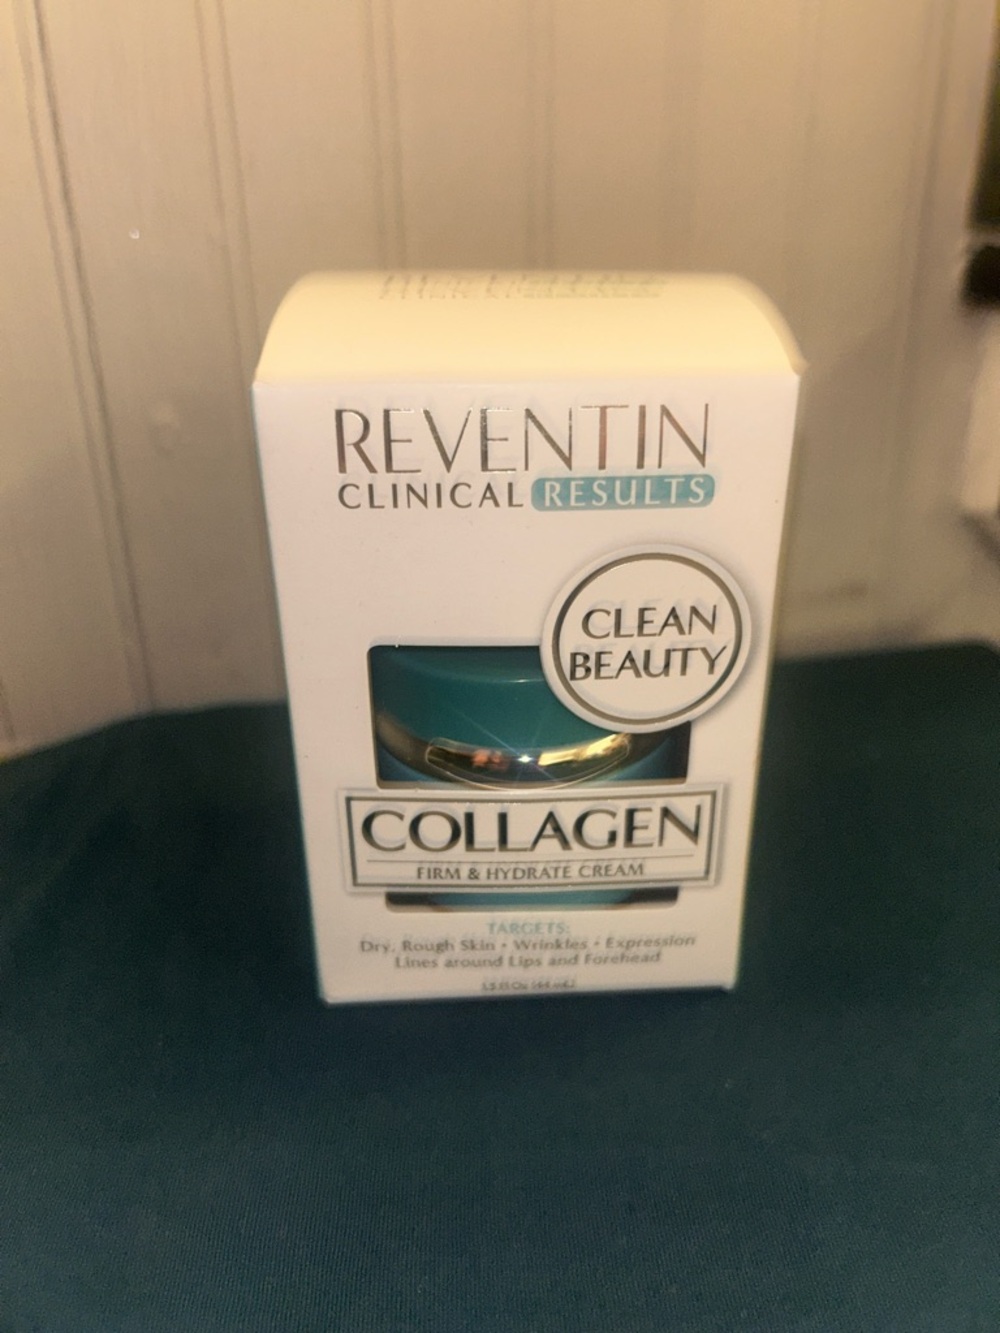 REVENTIN
CLINICAL RESULTS
CLEAN
BEAUTY
COLLAGEN
FIRM & HYDRATE CREAM
TARGETS:
Dry, Rough Skin • Wrinkles • Expression
Lines around Lips and Forehead